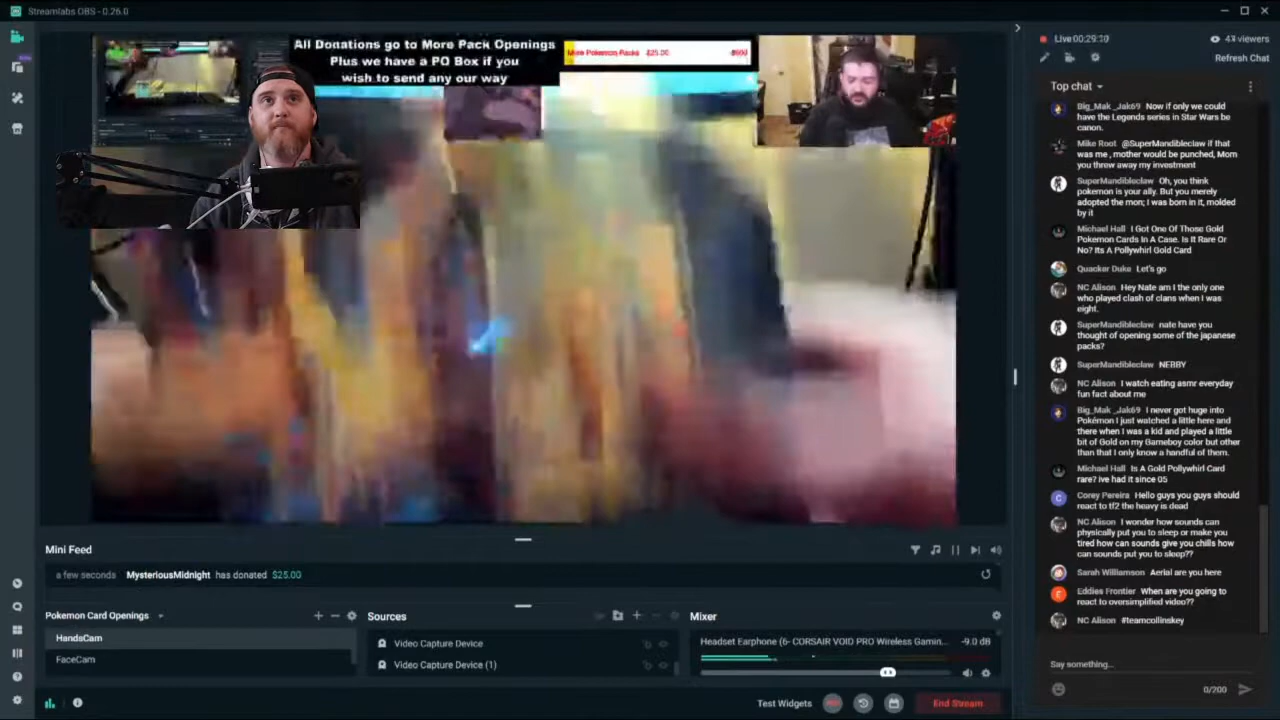 Streamlabs OBS - 0.26.0
All Donations go to More Pack Openings
Plus we have a PO Box if you
wish to send any our way
More Pokemon Packs $25.00
Live 00:29:30
viewers
Refresh Chat
Top chat
Big_Mak _Jak69 Now if only we could
have the Legends series in Star Wars be
canon.
Mike Root @SuperMandibleclaw if that
was me , mother would be punched, Mom
you threw away my investment
SuperMandibleclaw Oh, you think
pokemon is your ally. But you merely
adopted the mon; I was born in it, molded
by it
Michael Hall I Got One Of Those Gold
Pokemon Cards In A Case. Is It Rare Or
No? Its A Pollywhirl Gold Card
Quacker Duke Let's go
NC Alison Hey Nate am I the only one
who played clash of clans when I was
eight.
SuperMandibleclaw nate have you
thought of opening some of the japanese
packs?
SuperMandibleclaw NERBY
NC Alison I watch eating asmr everyday
fun fact about me
Big_Mak _Jak69 I never got huge into
Pokémon I just watched a little here and
there when I was a kid and played a little
bit of Gold on my Gameboy color but other
than that I only know a handful of them.
Michael Hall Is A Gold Pollywhirl Card
rare? ive had it since 05
Corey Pereira Hello guys you guys should
react to tf2 the heavy is dead
NC Alison I wonder how sounds can
physically put you to sleep or make you
tired how can sounds give you chills how
can sounds put you to sleep??
Sarah Williamson Aerial are you here
Eddies Frontier When are you going to
react to oversimplified video??
NC Alison #teamcollinskey
Say something...
0/200
Mini Feed
a few seconds MysteriousMidnight has donated $25.00
Pokemon Card Openings
HandsCam
FaceCam
Sources
Video Capture Device
Video Capture Device (1)
Mixer
Headset Earphone (6- CORSAIR VOID PRO Wireless Gamin... -9.0 dB
Test Widgets
REC
End Stream